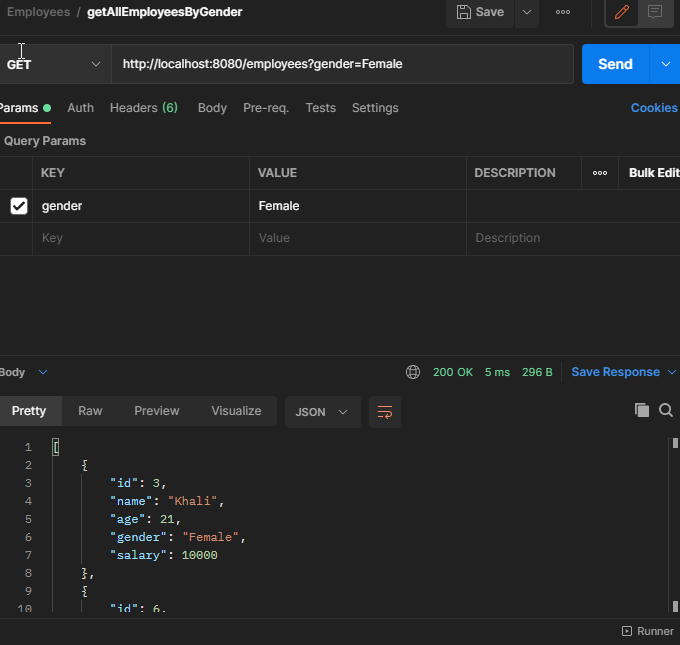 Employees / getAllEmployeesByGender Save
GET http://localhost:8080/employees?gender=Female Send
Params Auth Headers (6) Body Pre-req. Tests Settings Cookies
Query Params
KEY VALUE DESCRIPTION Bulk Edit
gender Female
Key Value Description
Body 200 OK 5 ms 296 B Save Response
Pretty Raw Preview Visualize JSON
1 [
2 {
3 "id": 3,
4 "name": "Khali",
5 "age": 21,
6 "gender": "Female",
7 "salary": 10000
8 },
9 {
10 "id": 6,
Runner